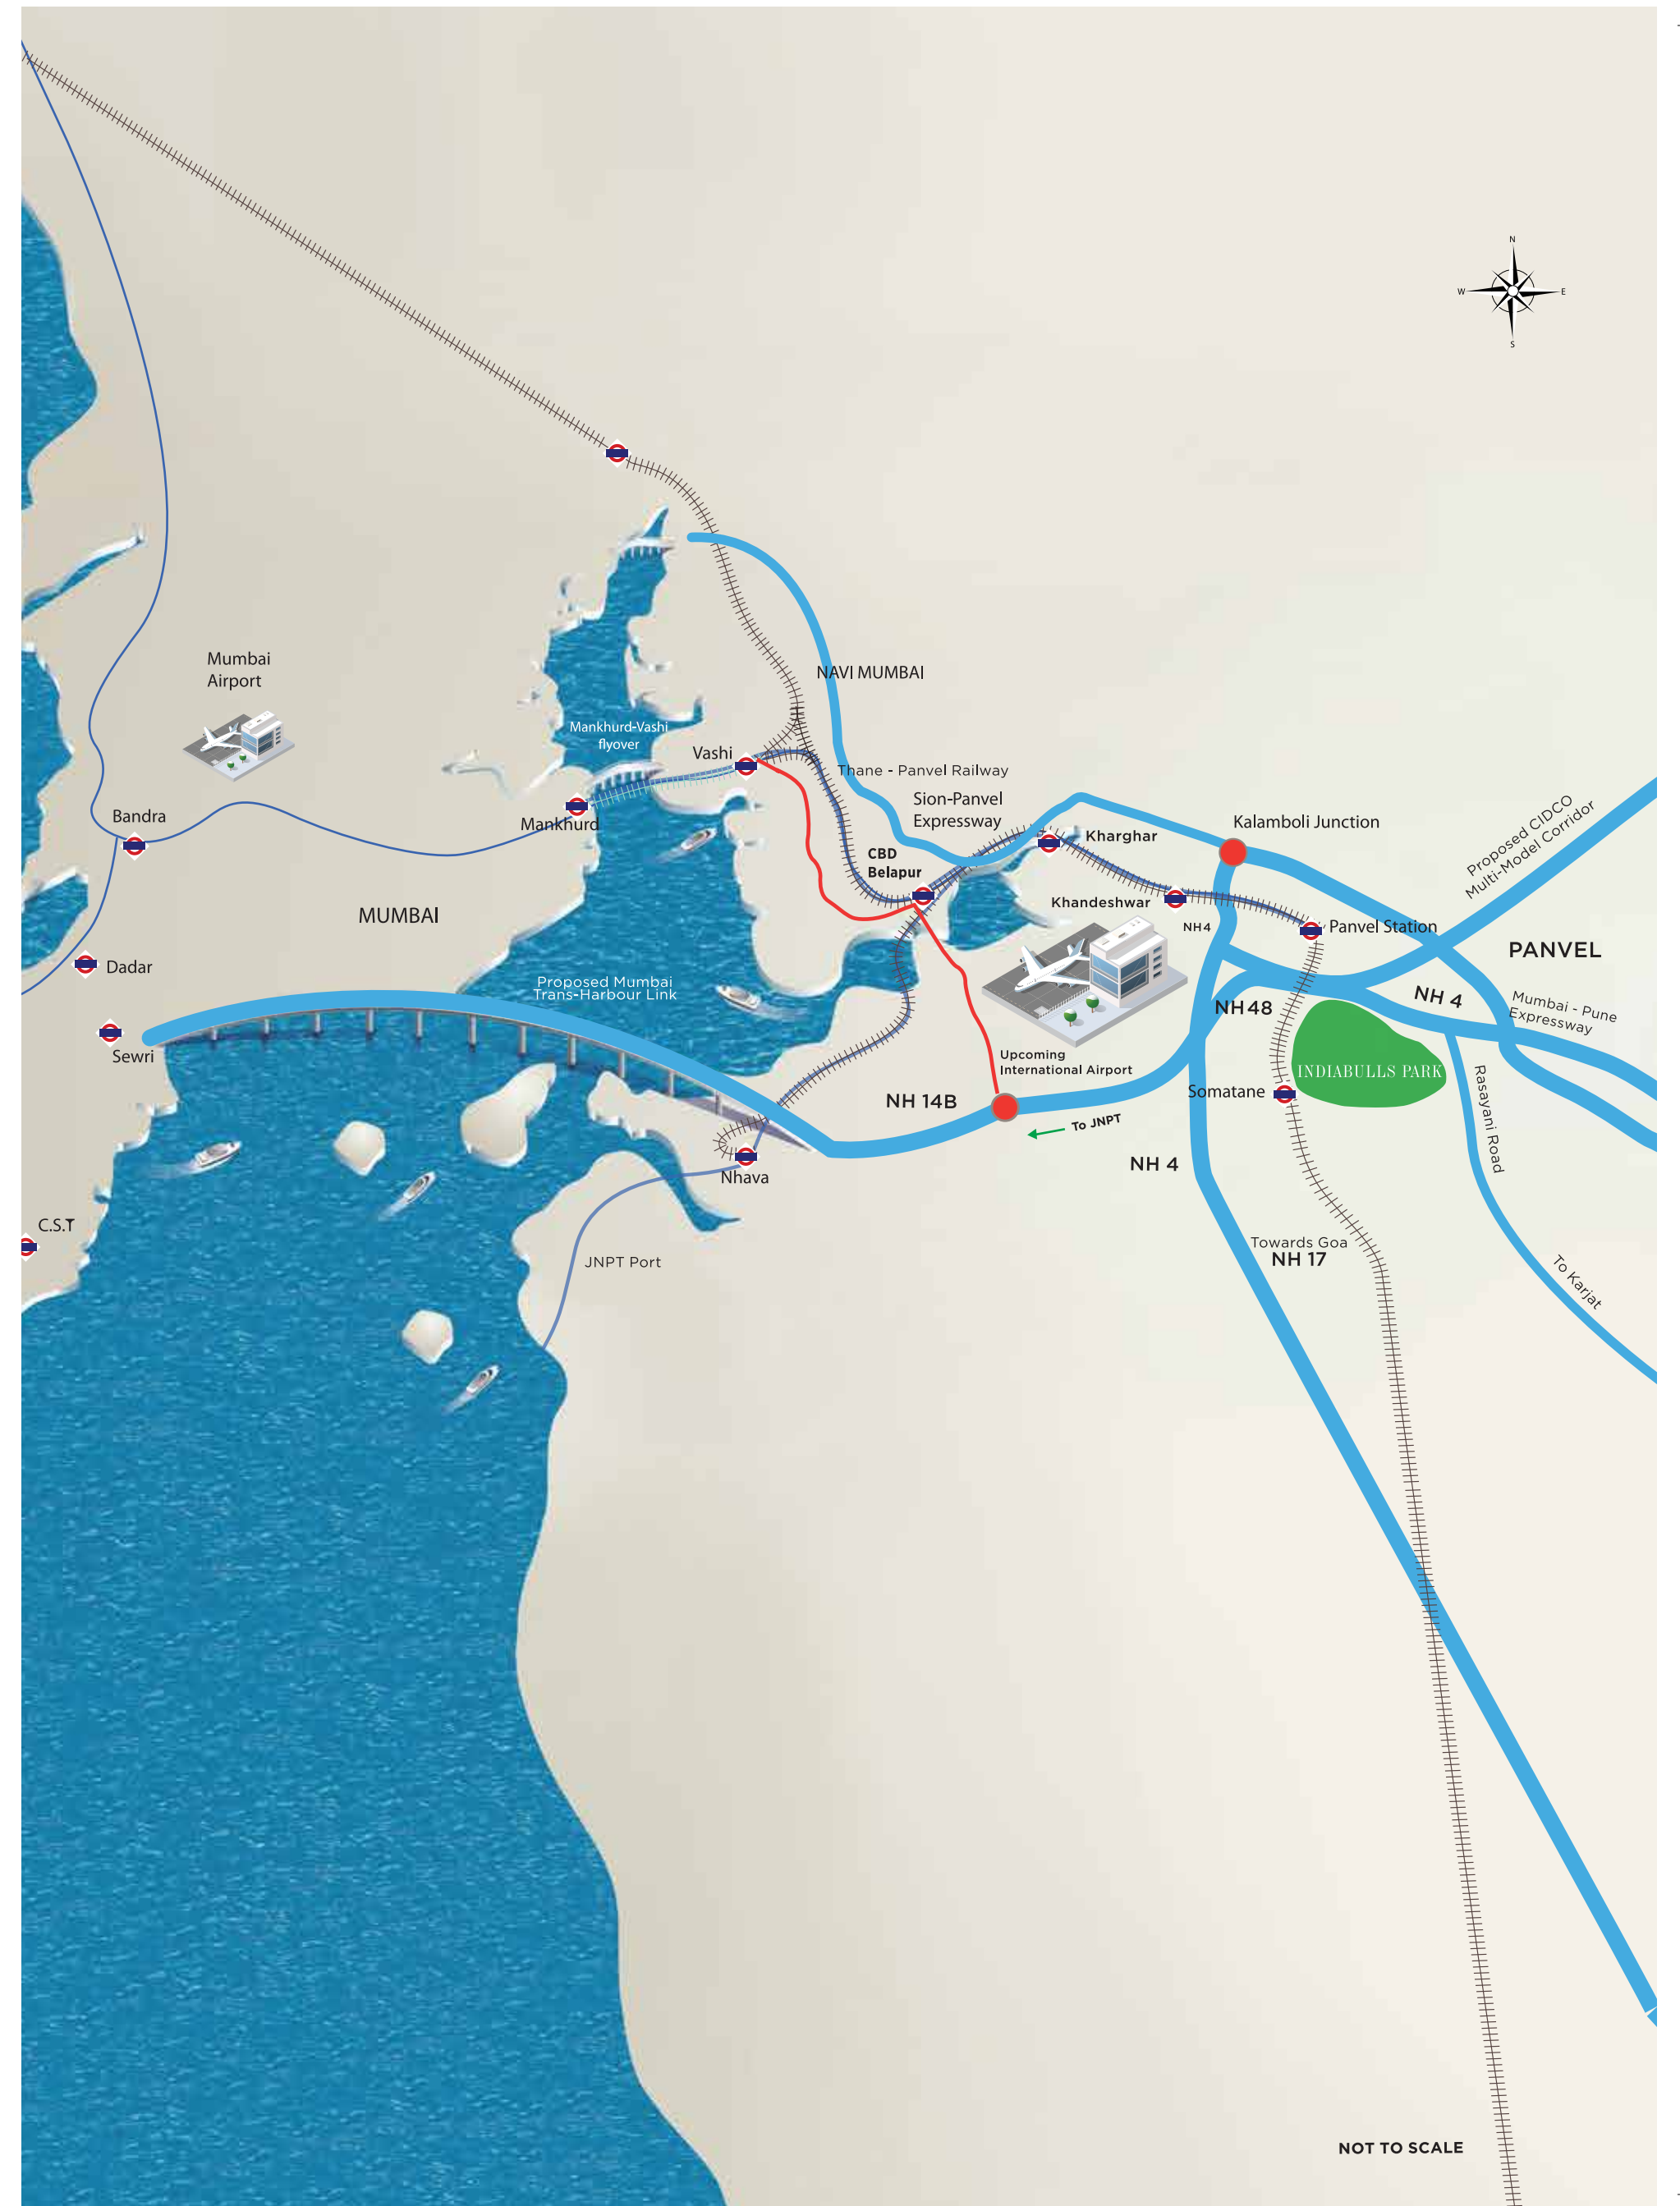 N
W
E
S
Mumbai
Airport
NAVI MUMBAI
Mankhurd-Vashi
flyover
Vashi
Thane - Panvel Railway
Sion-Panvel
Expressway
Bandra
Mankhurd
Kharghar
Kalamboli Junction
Proposed CIDCO
Multi-Model Corridor
CBD
Belapur
Khandeshwar
MUMBAI
NH4
Panvel Station
PANVEL
Dadar
Proposed Mumbai
Trans-Harbour Link
NH 48
NH 4
Mumbai - Pune
Expressway
Sewri
Upcoming
International Airport
INDIABULLS PARK
Somatane
Rasayani Road
NH 14B
To JNPT
NH 4
Nhava
C.S.T
JNPT Port
Towards Goa
NH 17
To Karjat
NOT TO SCALE